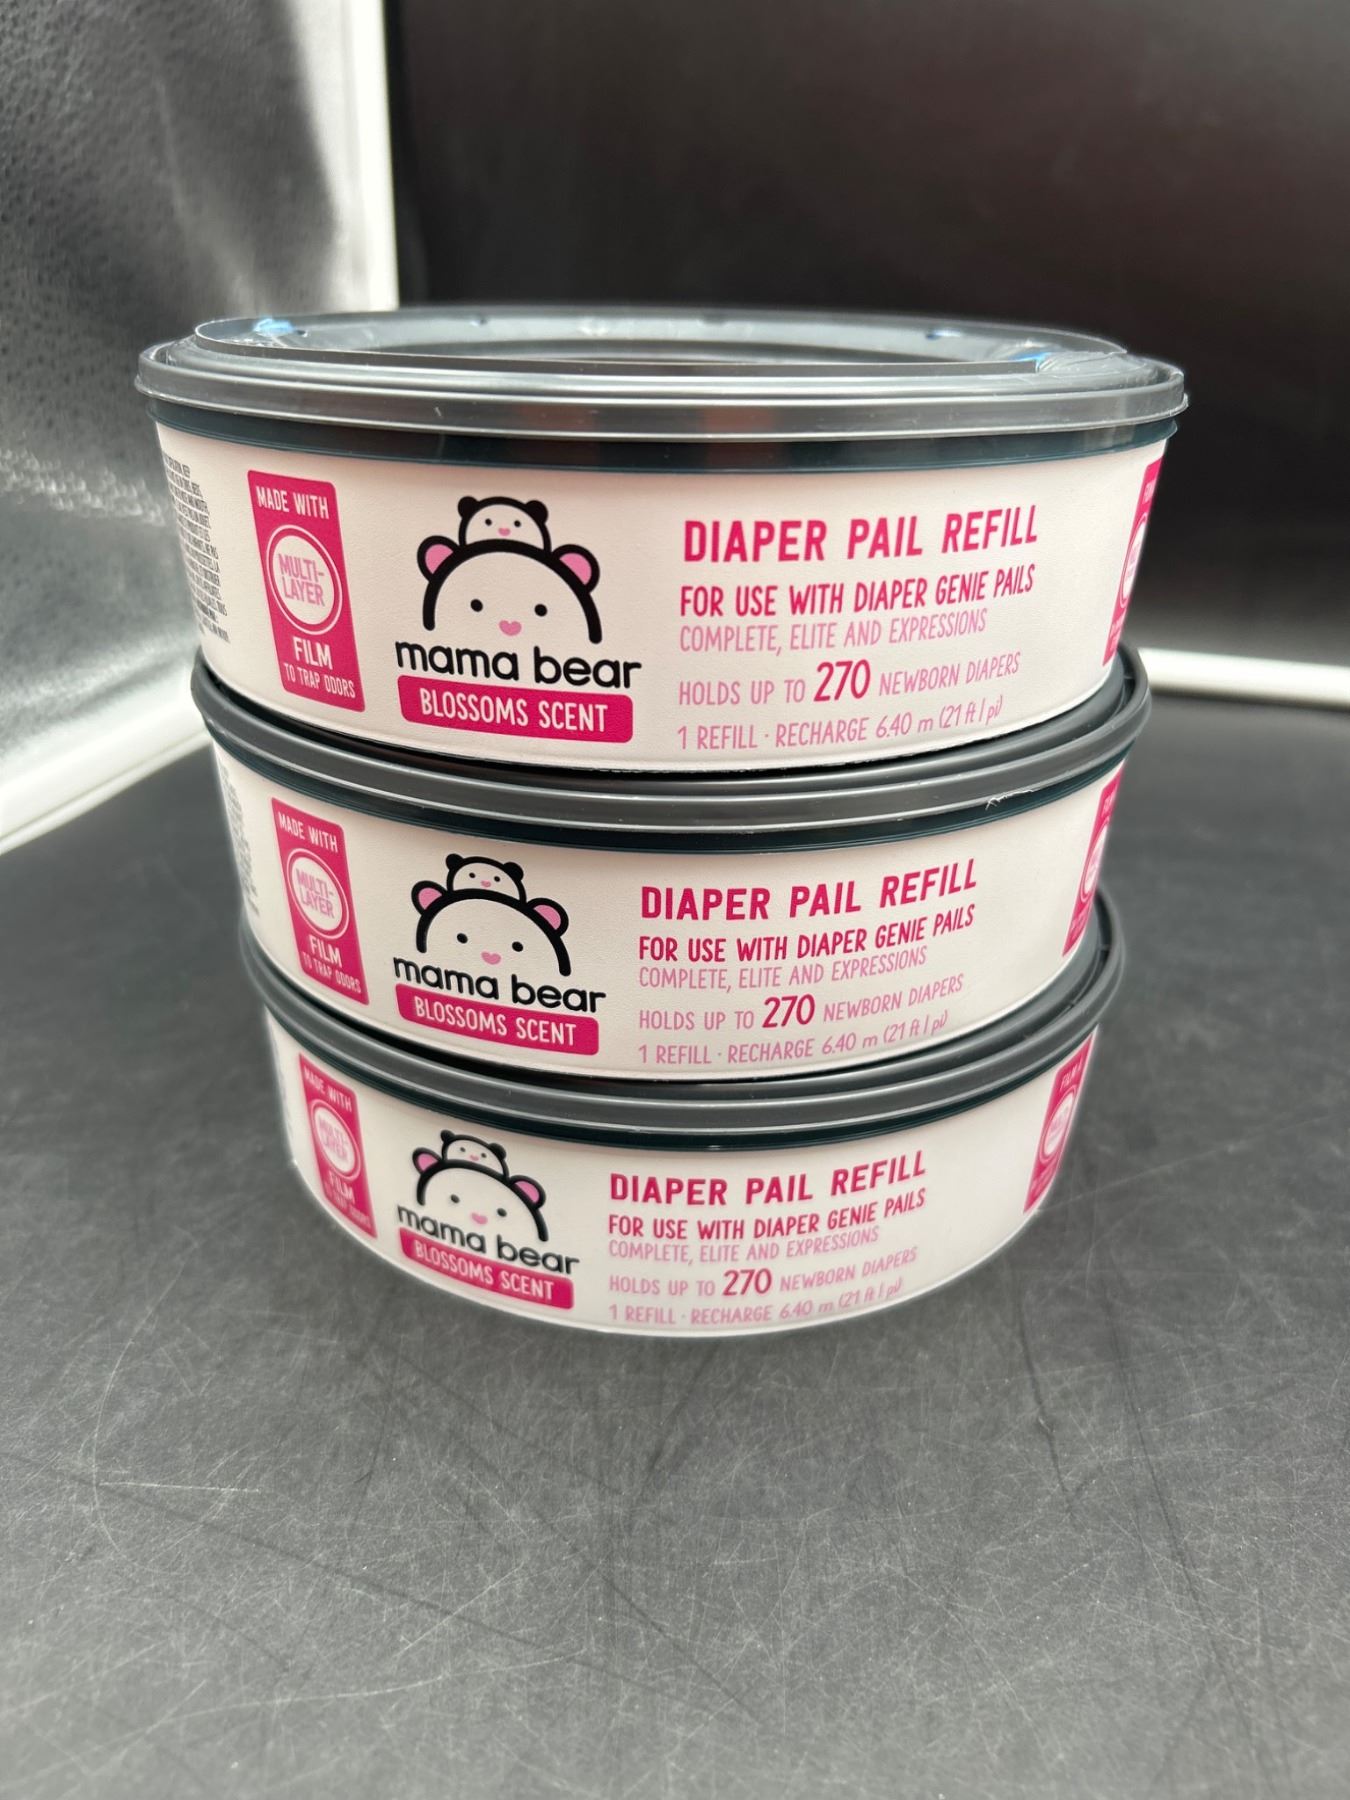 MADE WITH
MULTI-
LAYER
FILM
TO TRAP ODORS
mama bear
BLOSSOMS SCENT
DIAPER PAIL REFILL
FOR USE WITH DIAPER GENIE PAILS
COMPLETE, ELITE AND EXPRESSIONS
HOLDS UP TO 270 NEWBORN DIAPERS
1 REFILL · RECHARGE 6.40 m (21 ft | pi)
MADE WITH
MULTI-
LAYER
FILM
TO TRAP ODORS
mama bear
BLOSSOMS SCENT
DIAPER PAIL REFILL
FOR USE WITH DIAPER GENIE PAILS
COMPLETE, ELITE AND EXPRESSIONS
HOLDS UP TO 270 NEWBORN DIAPERS
1 REFILL · RECHARGE 6.40 m (21 ft | pi)
MADE WITH
MULTI-
LAYER
FILM
TO TRAP ODORS
mama bear
BLOSSOMS SCENT
DIAPER PAIL REFILL
FOR USE WITH DIAPER GENIE PAILS
COMPLETE, ELITE AND EXPRESSIONS
HOLDS UP TO 270 NEWBORN DIAPERS
1 REFILL · RECHARGE 6.40 m (21 ft | pi)
FILM